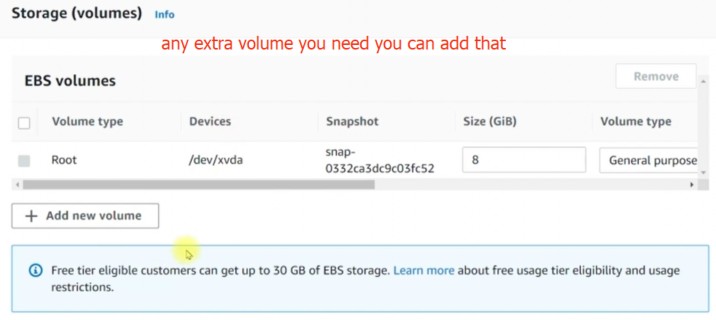 Storage (volumes) Info
any extra volume you need you can add that
EBS volumes
Remove
Volume type Devices Snapshot Size (GiB) Volume type
Root /dev/xvda snap-0332ca3dc9c03fc52 8 General purpose
+ Add new volume
Free tier eligible customers can get up to 30 GB of EBS storage. Learn more about free usage tier eligibility and usage
restrictions.